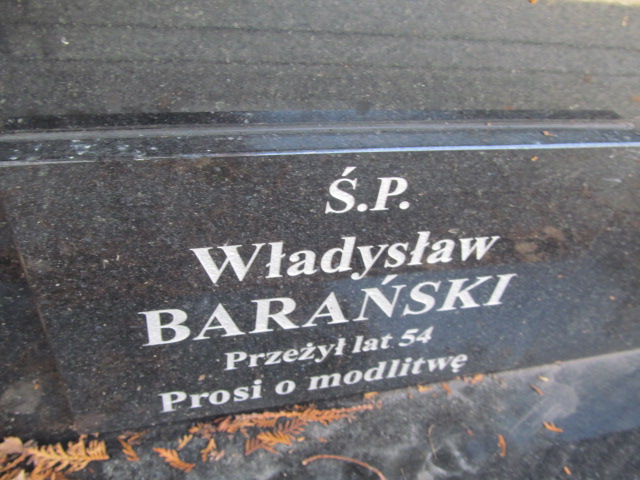 Ś.P.
Władysław
BARAŃSKI
Przeżył lat 54
Prosi o modlitwę